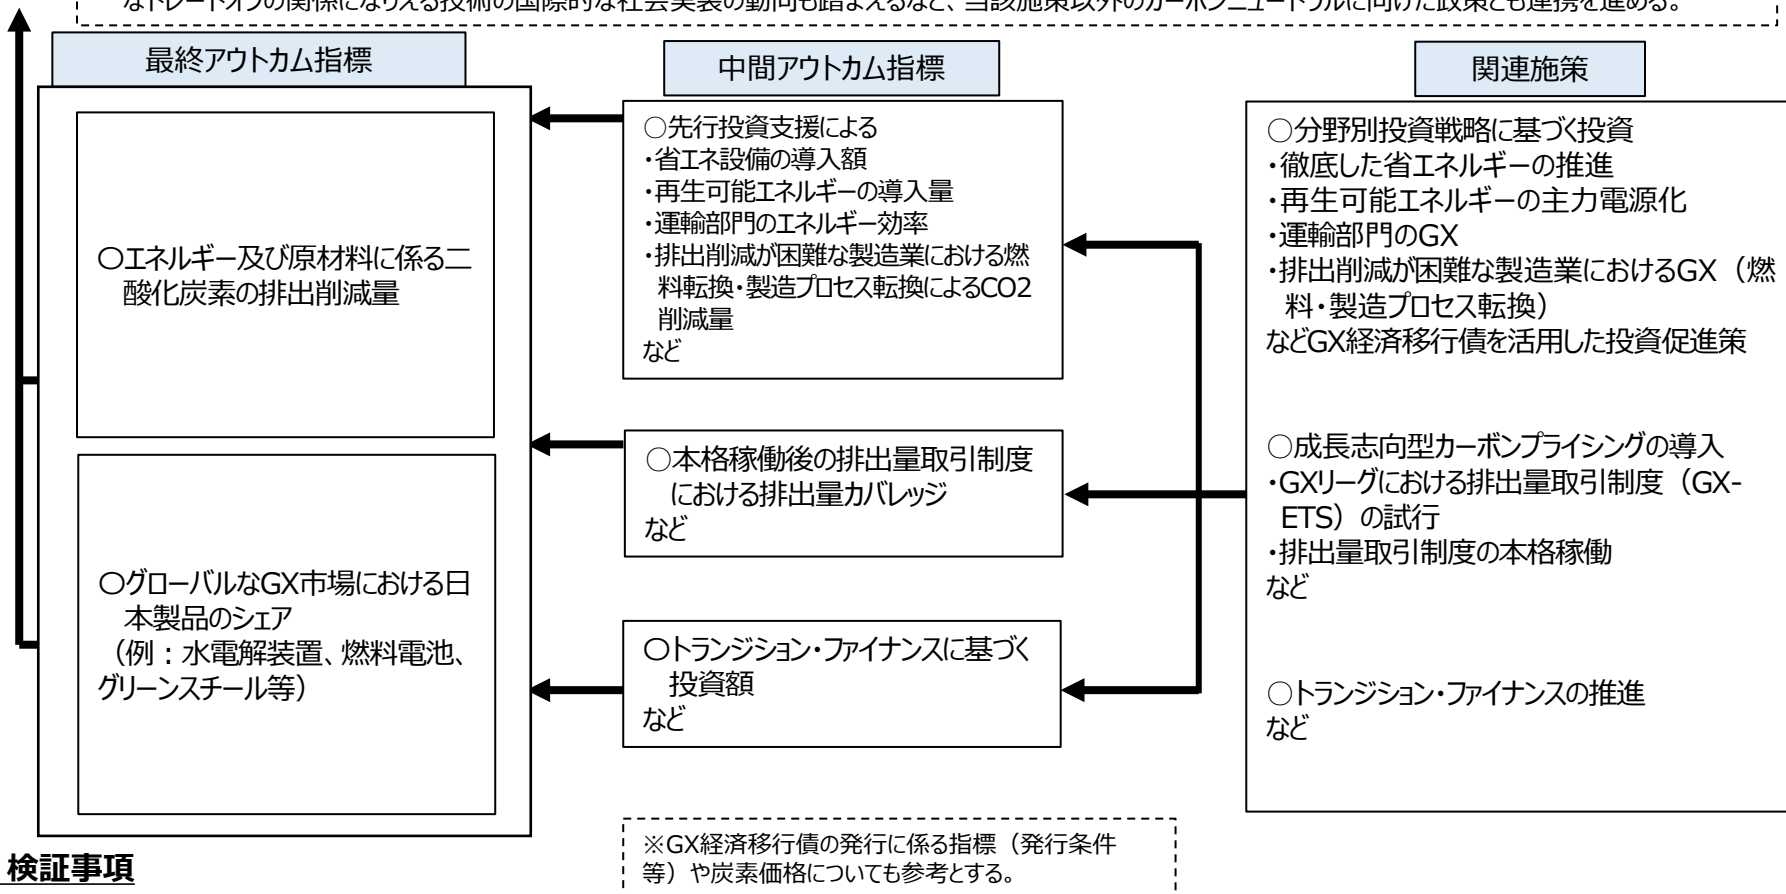 なトレードオフの関係になりえる技術の国際的な社会実装の動向も踏まえるなど、当該施策以外のカーボンニュートラルに向けた政策とも連携を進める。
最終アウトカム指標
○エネルギー及び原材料に係る二
酸化炭素の排出削減量
○グローバルなGX市場における日
本製品のシェア
（例：水電解装置、燃料電池、
グリーンスチール等）
中間アウトカム指標
○先行投資支援による
・省エネ設備の導入額
・再生可能エネルギーの導入量
・運輸部門のエネルギー効率
・排出削減が困難な製造業における燃
料転換・製造プロセス転換によるCO2
削減量
など
○本格稼働後の排出量取引制度
における排出量カバレッジ
など
○トランジション・ファイナンスに基づく
投資額
など
関連施策
○分野別投資戦略に基づく投資
・徹底した省エネルギーの推進
・再生可能エネルギーの主力電源化
・運輸部門のGX
・排出削減が困難な製造業におけるGX（燃
料・製造プロセス転換）
などGX経済移行債を活用した投資促進策
○成長志向型カーボンプライシングの導入
・GXリーグにおける排出量取引制度（GX-
ETS）の試行
・排出量取引制度の本格稼働
など
○トランジション・ファイナンスの推進
など
※GX経済移行債の発行に係る指標（発行条件
等）や炭素価格についても参考とする。
検証事項